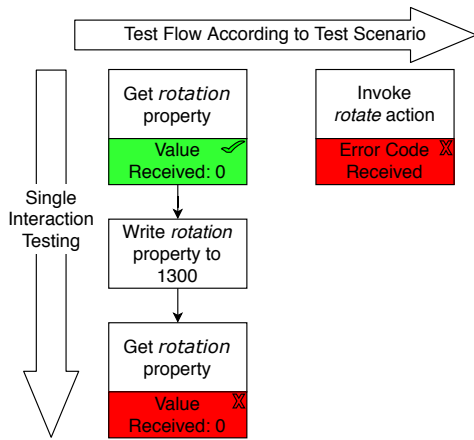 Test Flow According to Test Scenario
Single
Interaction
Testing
Get rotation
property
Value
Received: 0
Write rotation
property to
1300
Get rotation
property
Value X
Received: 0
Invoke
rotate action
Error Code X
Received